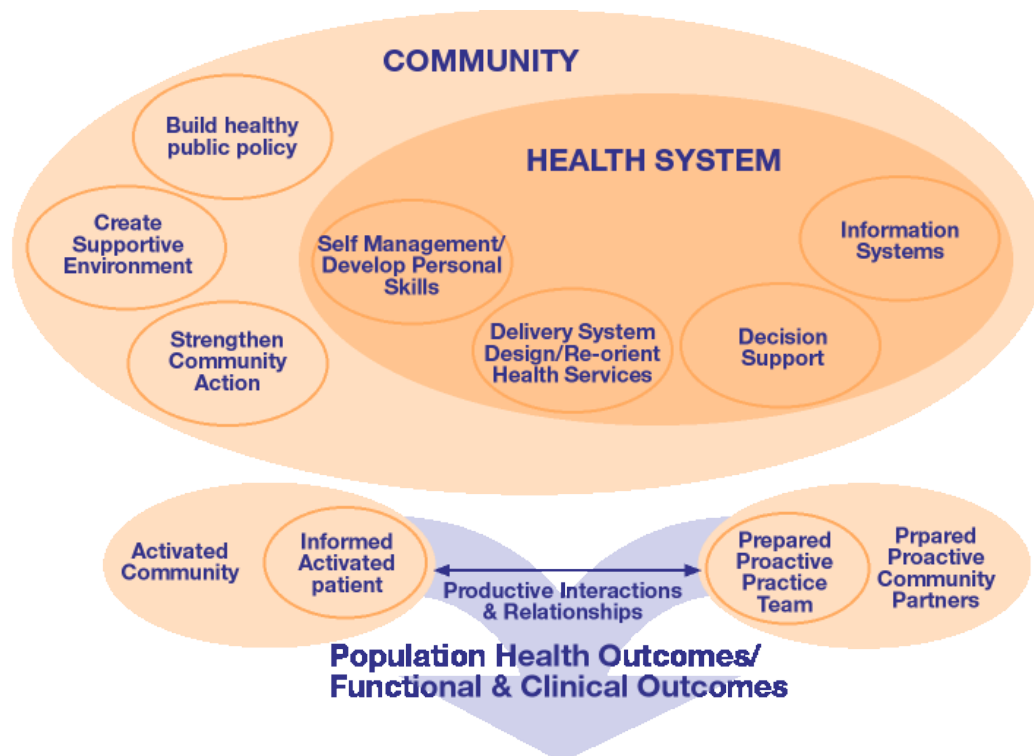 COMMUNITY
Build healthy
public policy
HEALTH SYSTEM
Create
Supportive
Environment
Self Management/
Develop Personal
Skills
Information
Systems
Strengthen
Community
Action
Delivery System
Design/Re-orient
Health Services
Decision
Support
Activated
Community
Informed
Activated
patient
Productive Interactions
& Relationships
Prepared
Proactive
Practice
Team
Prpared
Proactive
Community
Partners
Population Health Outcomes/
Functional & Clinical Outcomes